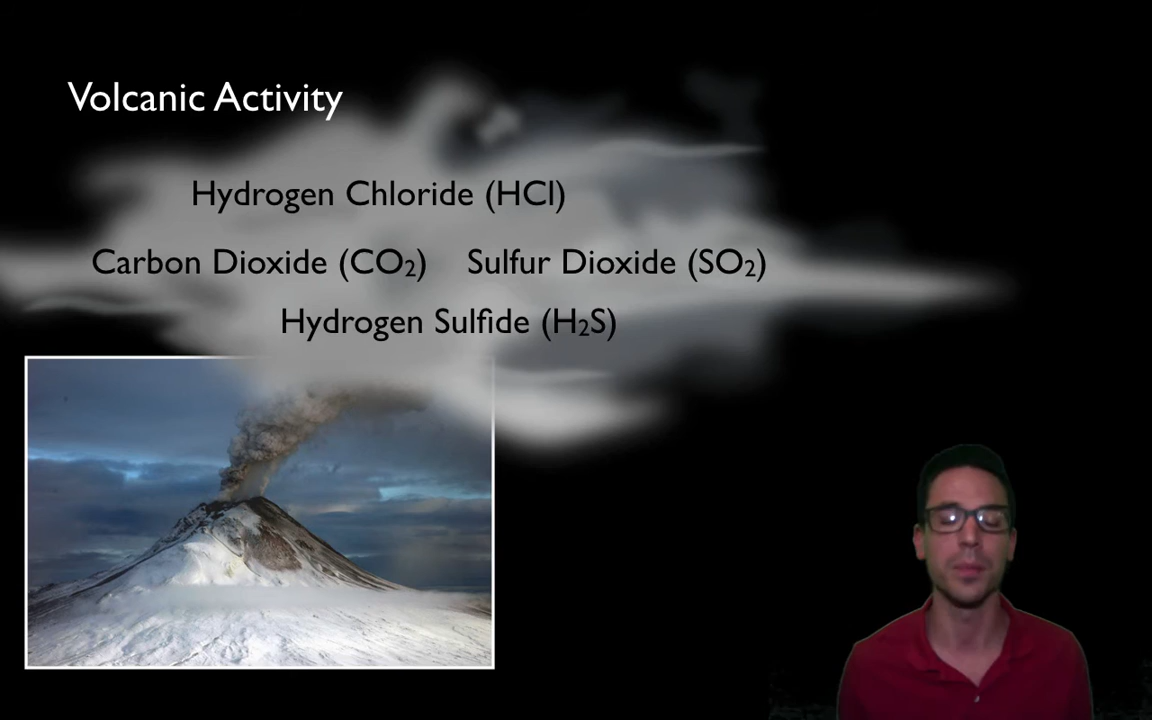 Volcanic Activity
Hydrogen Chloride (HCl)
Carbon Dioxide (CO₂) Sulfur Dioxide (SO₂)
Hydrogen Sulfide (H₂S)